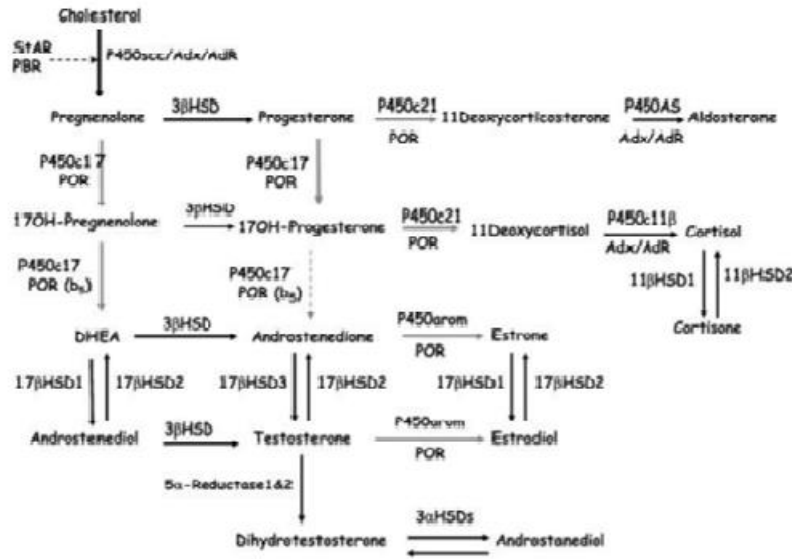 Cholesterol
StAR
PBR
P450scc/Adx/AdR
3βHSD
P450c21
P450AS
Pregnenolone
Progesterone
11Deoxycorticosterone
Aldosterone
POR
Adx/AdR
P450c17
POR
P450c17
POR
3βHSD
P450c21
P450c11β
17OH-Pregnenolone
17OH-Progesterone
11Deoxycortisol
Cortisol
POR
Adx/AdR
P450c17
POR (b₅)
P450c17
POR (b₅)
11βHSD1
11βHSD2
3βHSD
P450arom
DHEA
Androstenedione
Estrone
Cortisone
POR
17βHSD1
17βHSD2
17βHSD3
17βHSD2
17βHSD1
17βHSD2
3βHSD
P450arom
Androstenediol
Testosterone
Estradiol
POR
5α-Reductase1&2
3αHSDs
Dihydrotestosterone
Androstanediol